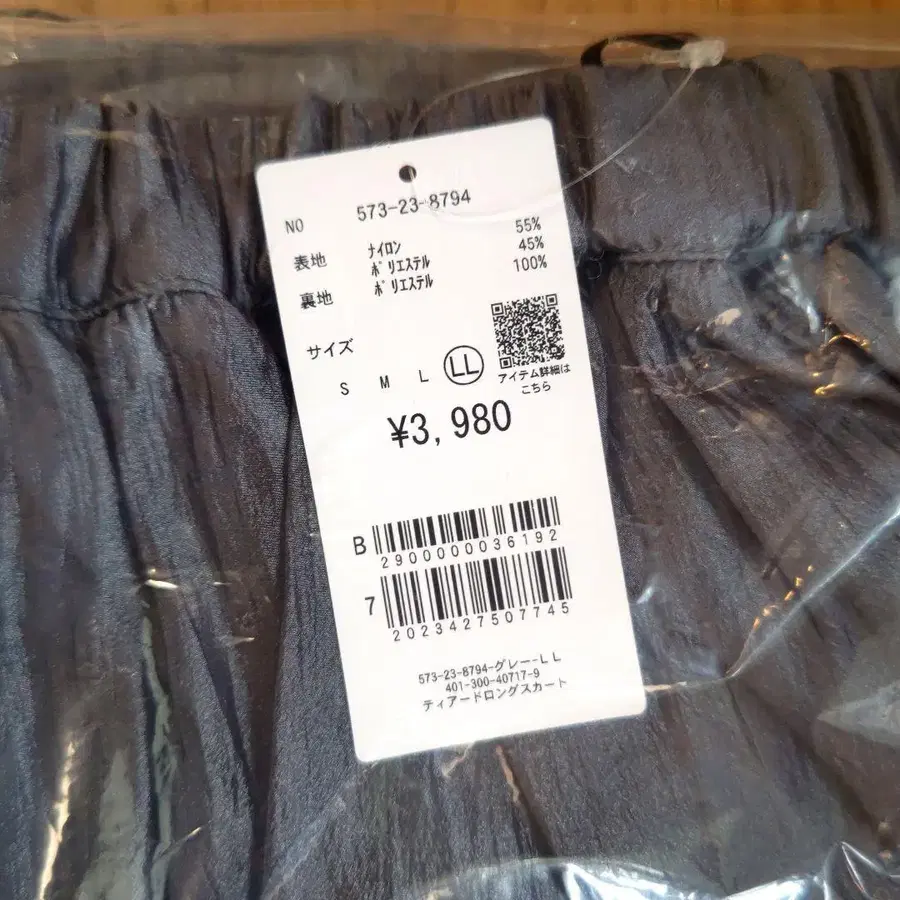 NO 573-23-8794
表地 ナイロン 55%
ポリエステル 45%
裏地 ポリエステル 100%
サイズ
S M L LL
アイテム詳細は
こちら
¥3,980
B
2900000036192
7
2023427507745
573-23-8794-グレー-LL
401-300-40717-9
ティアードロングスカート